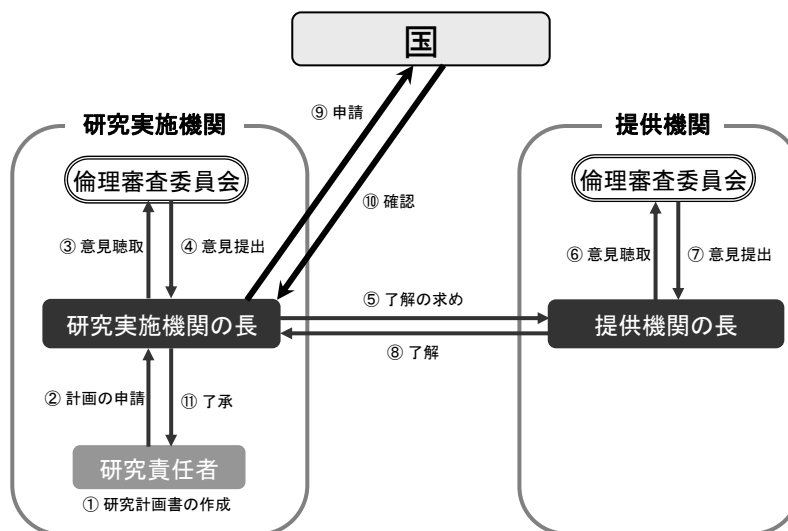 国
⑨ 申請
研究実施機関
提供機関
倫理審査委員会
倫理審査委員会
⑩ 確認
③ 意見聴取
④ 意見提出
⑥ 意見聴取
⑦ 意見提出
⑤ 了解の求め
研究実施機関の長
提供機関の長
⑧ 了解
② 計画の申請
⑪ 了承
研究責任者
① 研究計画書の作成